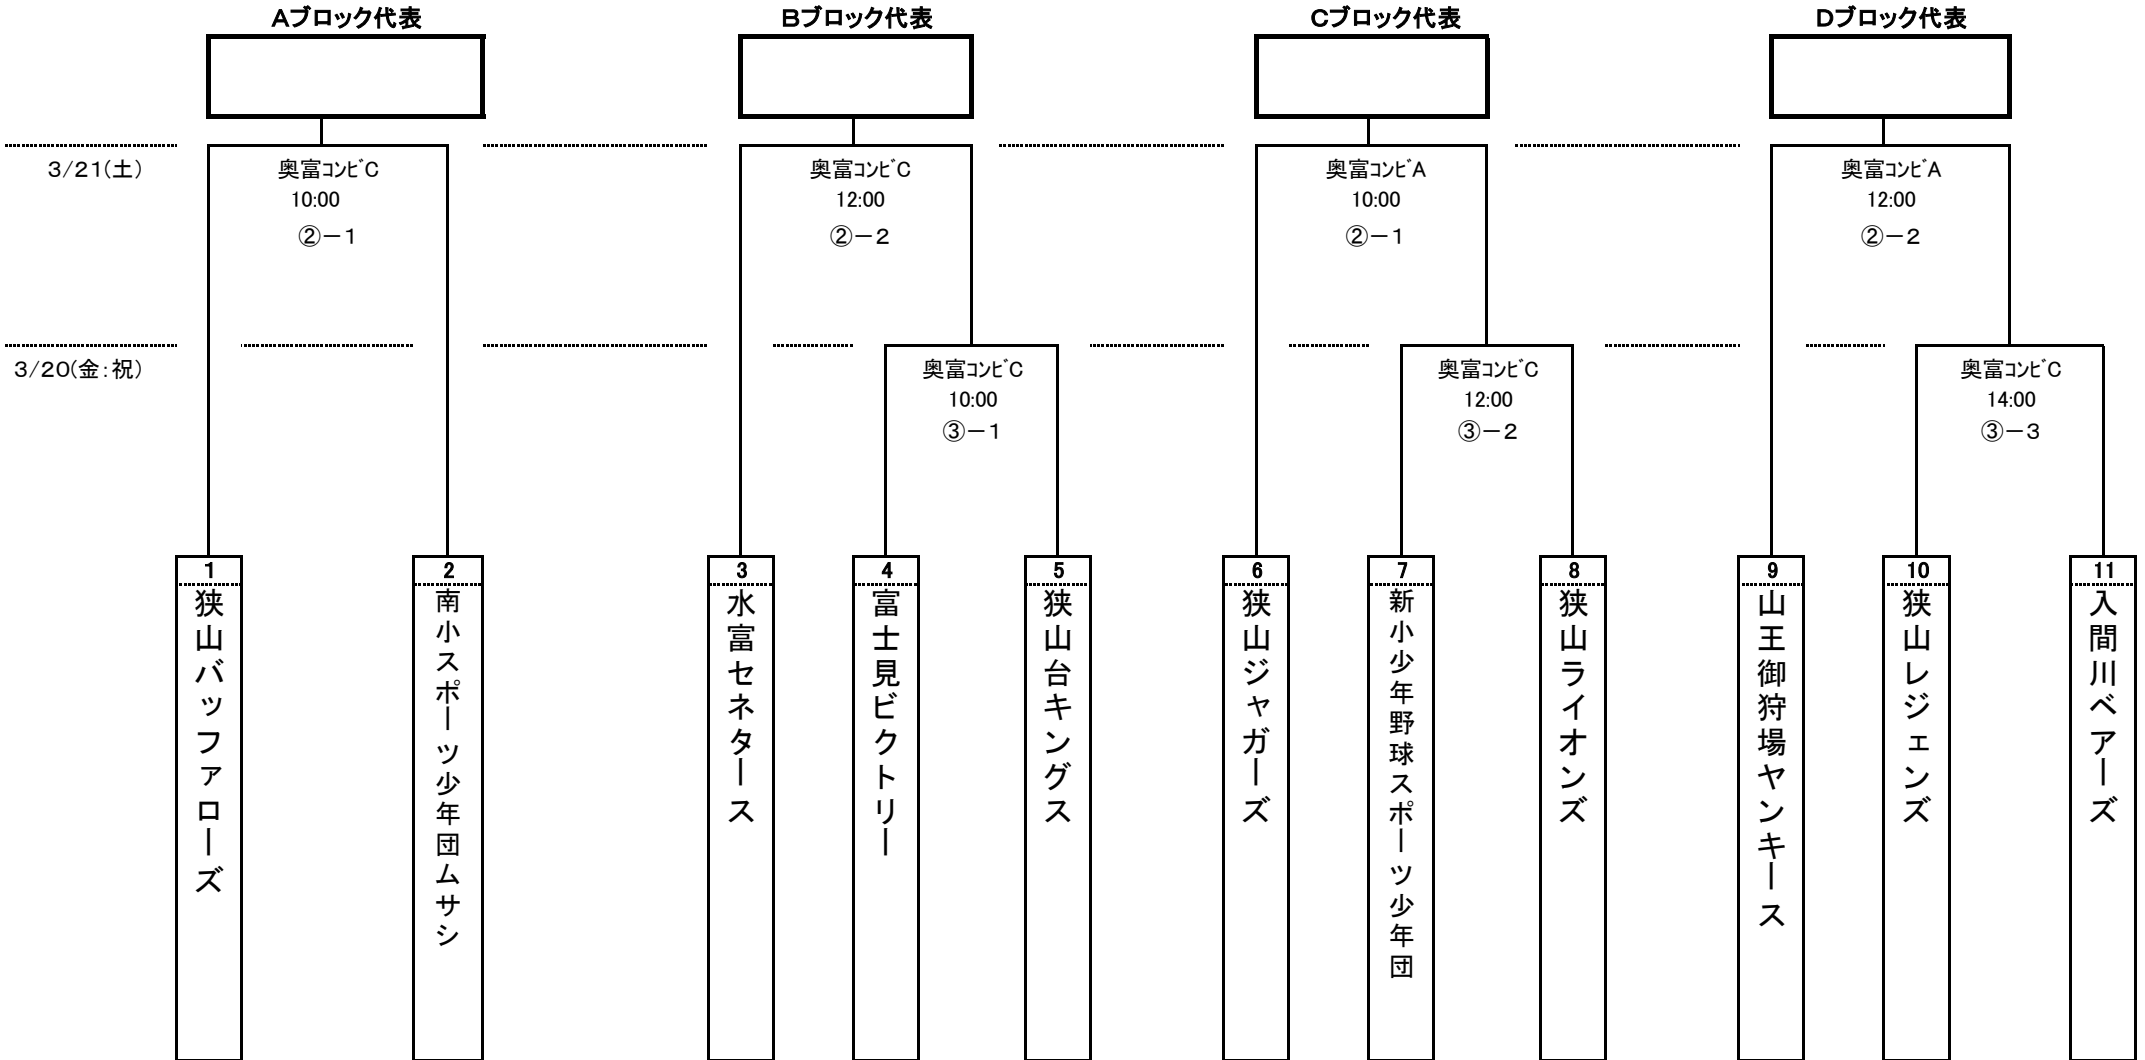 Aブロック代表
Bブロック代表
Cブロック代表
Dブロック代表
3/21(土)
奥富コンビC
10:00
②－1
奥富コンビC
12:00
②－2
奥富コンビA
10:00
②－1
奥富コンビA
12:00
②－2
3/20(金:祝)
奥富コンビC
10:00
③－1
奥富コンビC
12:00
③－2
奥富コンビC
14:00
③－3
1
狭山バッファローズ
2
南小スポーツ少年団ムサシ
3
水富セネタース
4
富士見ビクトリー
5
狭山台キングス
6
狭山ジャガーズ
7
新小少年野球スポーツ少年団
8
狭山ライオンズ
9
山王御狩場ヤンキース
10
狭山レジェンズ
11
入間川ベアーズ